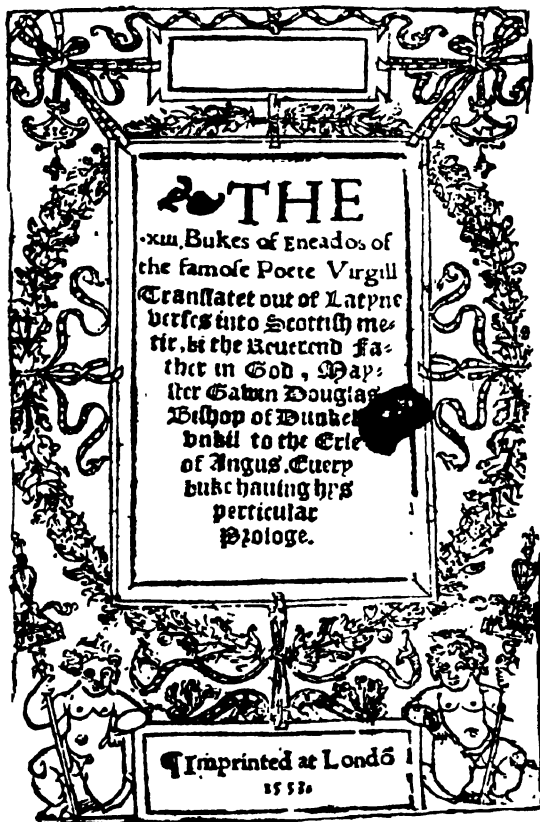 THE
.xiii. Bukes of Eneados of
the famose Poete Virgill
Translatet out of Latyne
verses into Scottish me-
tir, bi the Reuerend Fa-
ther in God, May-
ster Gawin Douglas
Bishop of Dunkel
vnkil to the Erle
of Angus. Euery
buke hauing hys
perticular
Prologe.
SIC
¶Imprinted at Londō
1553.